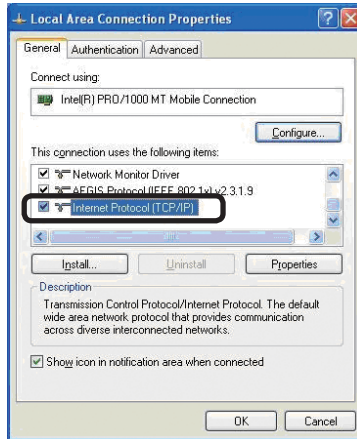 Local Area Connection Properties
General Authentication Advanced
Connect using:
Intel(R) PRO/1000 MT Mobile Connection
Configure...
This connection uses the following items:
Network Monitor Driver
AEGIS Protocol (IEEE 802.1x) v2.3.1.9
Internet Protocol (TCP/IP)
Install... Uninstall Properties
Description
Transmission Control Protocol/Internet Protocol. The default
wide area network protocol that provides communication
across diverse interconnected networks.
Show icon in notification area when connected
OK Cancel